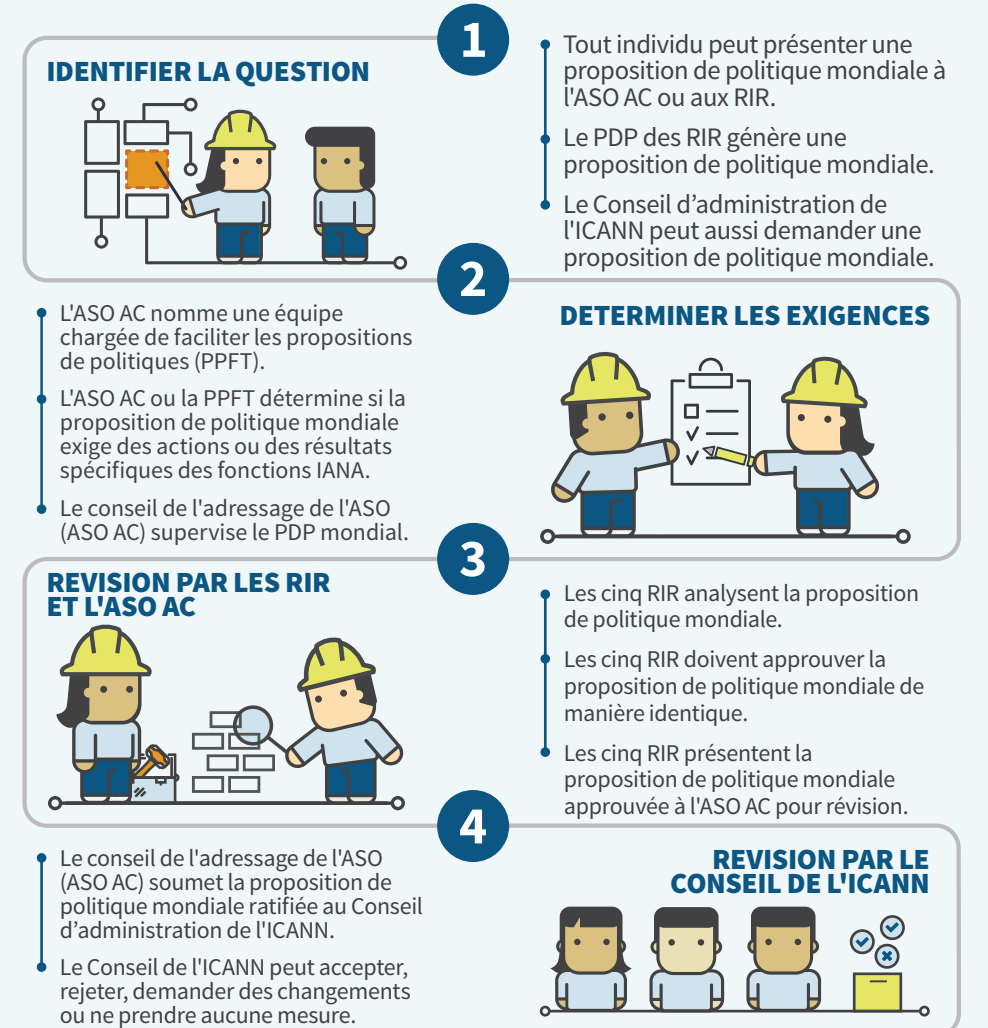 1
IDENTIFIER LA QUESTION
Tout individu peut présenter une
proposition de politique mondiale à
l'ASO AC ou aux RIR.
Le PDP des RIR génère une
proposition de politique mondiale.
Le Conseil d’administration de
l'ICANN peut aussi demander une
proposition de politique mondiale.
2
DETERMINER LES EXIGENCES
L'ASO AC nomme une équipe
chargée de faciliter les propositions
de politiques (PPFT).
L'ASO AC ou la PPFT détermine si la
proposition de politique mondiale
exige des actions ou des résultats
spécifiques des fonctions IANA.
Le conseil de l'adressage de l'ASO
(ASO AC) supervise le PDP mondial.
3
REVISION PAR LES RIR
ET L'ASO AC
Les cinq RIR analysent la proposition
de politique mondiale.
Les cinq RIR doivent approuver la
proposition de politique mondiale de
manière identique.
Les cinq RIR présentent la
proposition de politique mondiale
approuvée à l'ASO AC pour révision.
4
REVISION PAR LE
CONSEIL DE L'ICANN
Le conseil de l'adressage de l'ASO
(ASO AC) soumet la proposition de
politique mondiale ratifiée au Conseil
d’administration de l'ICANN.
Le Conseil de l'ICANN peut accepter,
rejeter, demander des changements
ou ne prendre aucune mesure.